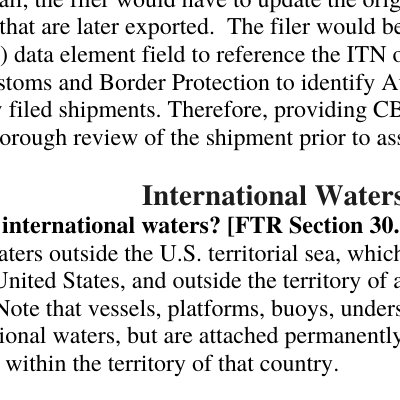 all, the filer would have to update the orig
that are later exported.  The filer would be
) data element field to reference the ITN o
stoms and Border Protection to identify A
filed shipments. Therefore, providing CB
orough review of the shipment prior to as
International Waters
international waters? [FTR Section 30.
aters outside the U.S. territorial sea, which
United States, and outside the territory of a
Note that vessels, platforms, buoys, unders
ional waters, but are attached permanently
within the territory of that country.